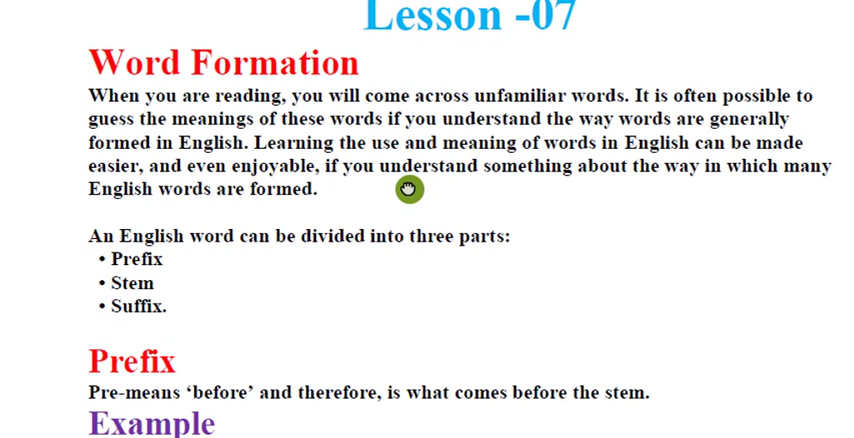 Lesson -07
Word Formation
When you are reading, you will come across unfamiliar words. It is often possible to
guess the meanings of these words if you understand the way words are generally
formed in English. Learning the use and meaning of words in English can be made
easier, and even enjoyable, if you understand something about the way in which many
English words are formed.
An English word can be divided into three parts:
• Prefix
• Stem
• Suffix.
Prefix
Pre-means ‘before’ and therefore, is what comes before the stem.
Example